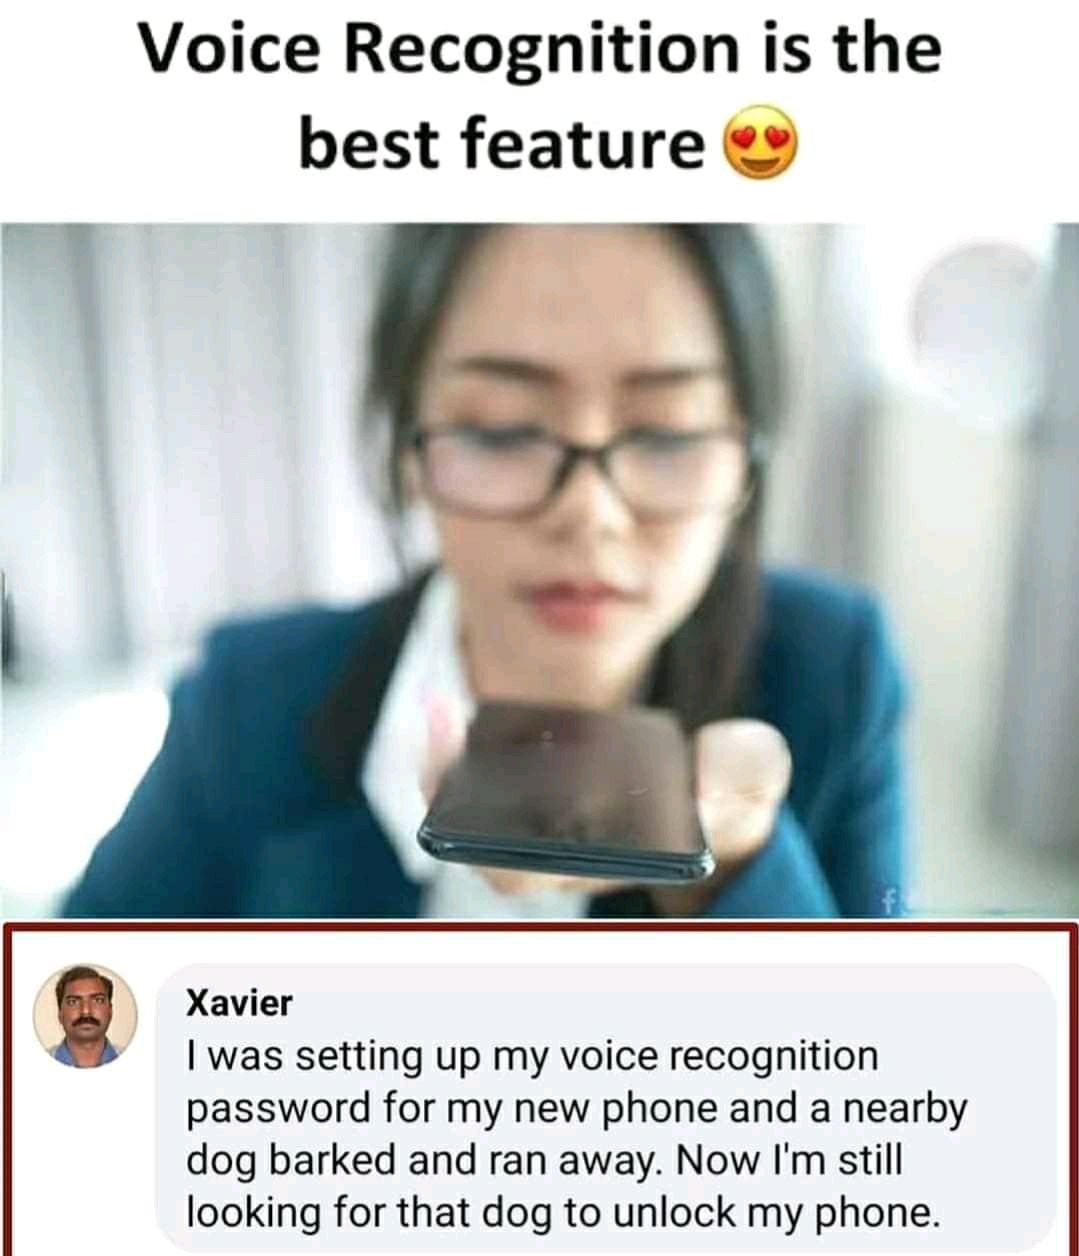 Voice Recognition is the
best feature 😍
f
Xavier
I was setting up my voice recognition
password for my new phone and a nearby
dog barked and ran away. Now I'm still
looking for that dog to unlock my phone.